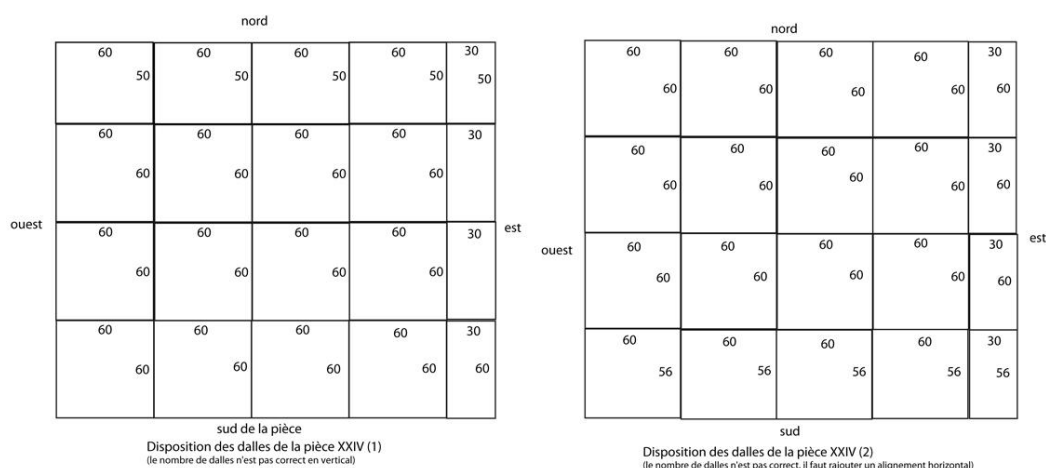 nord
60 60 60 60 30
50 50 50 50 50
60 60 60 60 30
60 60 60 60
ouest
est
60 60 60 60 30
60 60 60 60
60 60 60 60 30
60 60 60 60 60
sud de la pièce
Disposition des dalles de la pièce XXIV (1)
(le nombre de dalles n'est pas correct en vertical)
nord
60 60 60 60 30
60 60 60 60 60
60 60 60 60 30
60 60 60 60 60
ouest
est
60 60 60 60 30
60 60 60 60 60
60 60 60 60 30
56 56 56 56 56
sud
Disposition des dalles de la pièce XXIV (2)
(le nombre de dalles n'est pas correct, il faut rajouter un alignement horizontal)